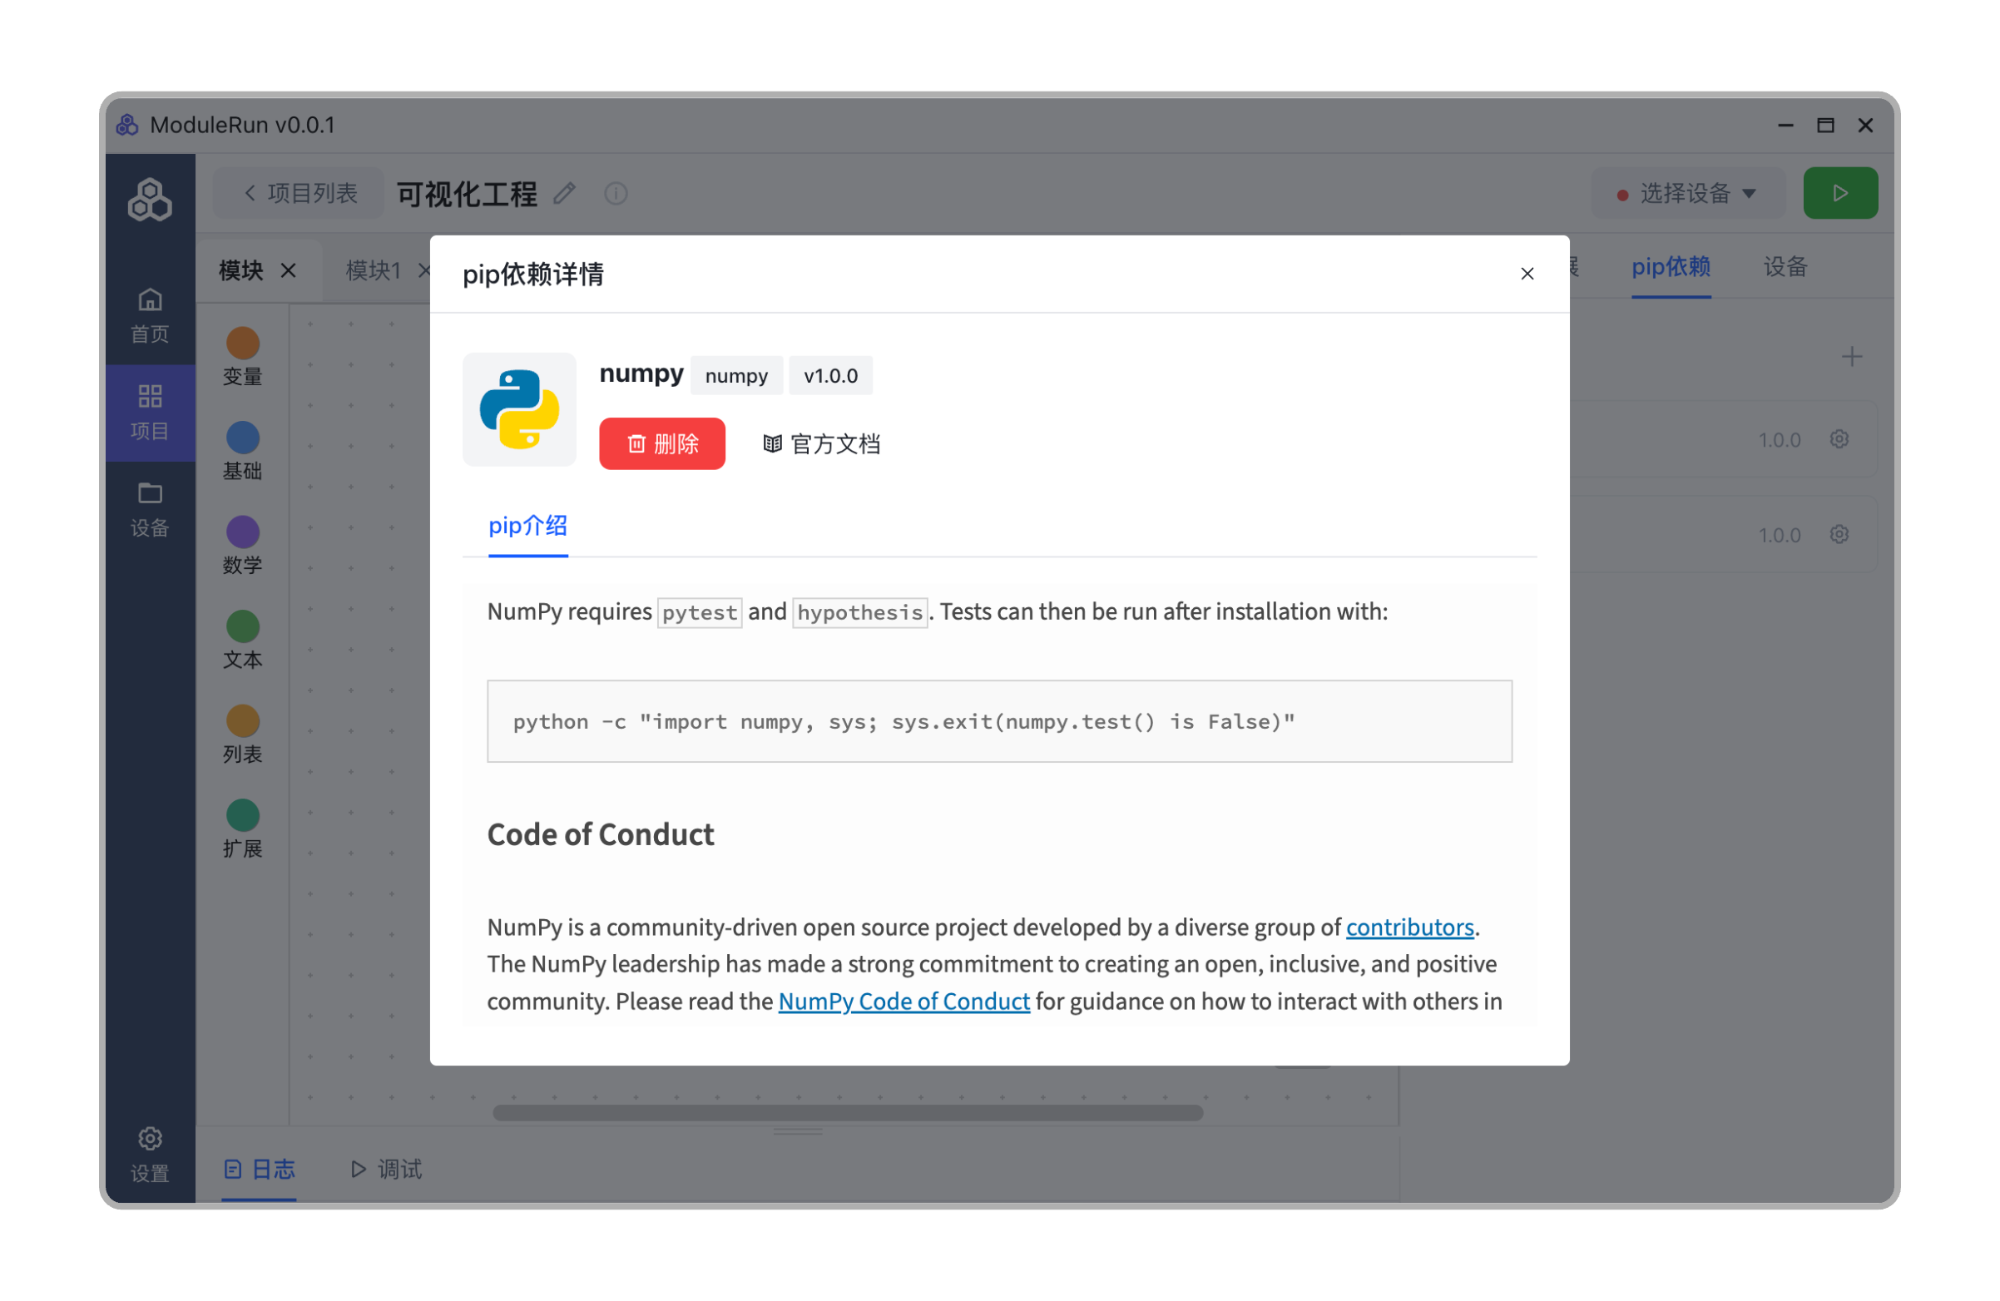 ModuleRun v0.0.1
项目列表 可视化工程
选择设备
模块 模块1
pip依赖 设备
首页
项目
设备
设置
变量
基础
数学
文本
列表
扩展
1.0.0
1.0.0
pip依赖详情
numpy numpy v1.0.0
删除 官方文档
pip介绍
NumPy requires pytest and hypothesis. Tests can then be run after installation with:
python -c "import numpy, sys; sys.exit(numpy.test() is False)"
Code of Conduct
NumPy is a community-driven open source project developed by a diverse group of contributors.
The NumPy leadership has made a strong commitment to creating an open, inclusive, and positive
community. Please read the NumPy Code of Conduct for guidance on how to interact with others in
日志 调试